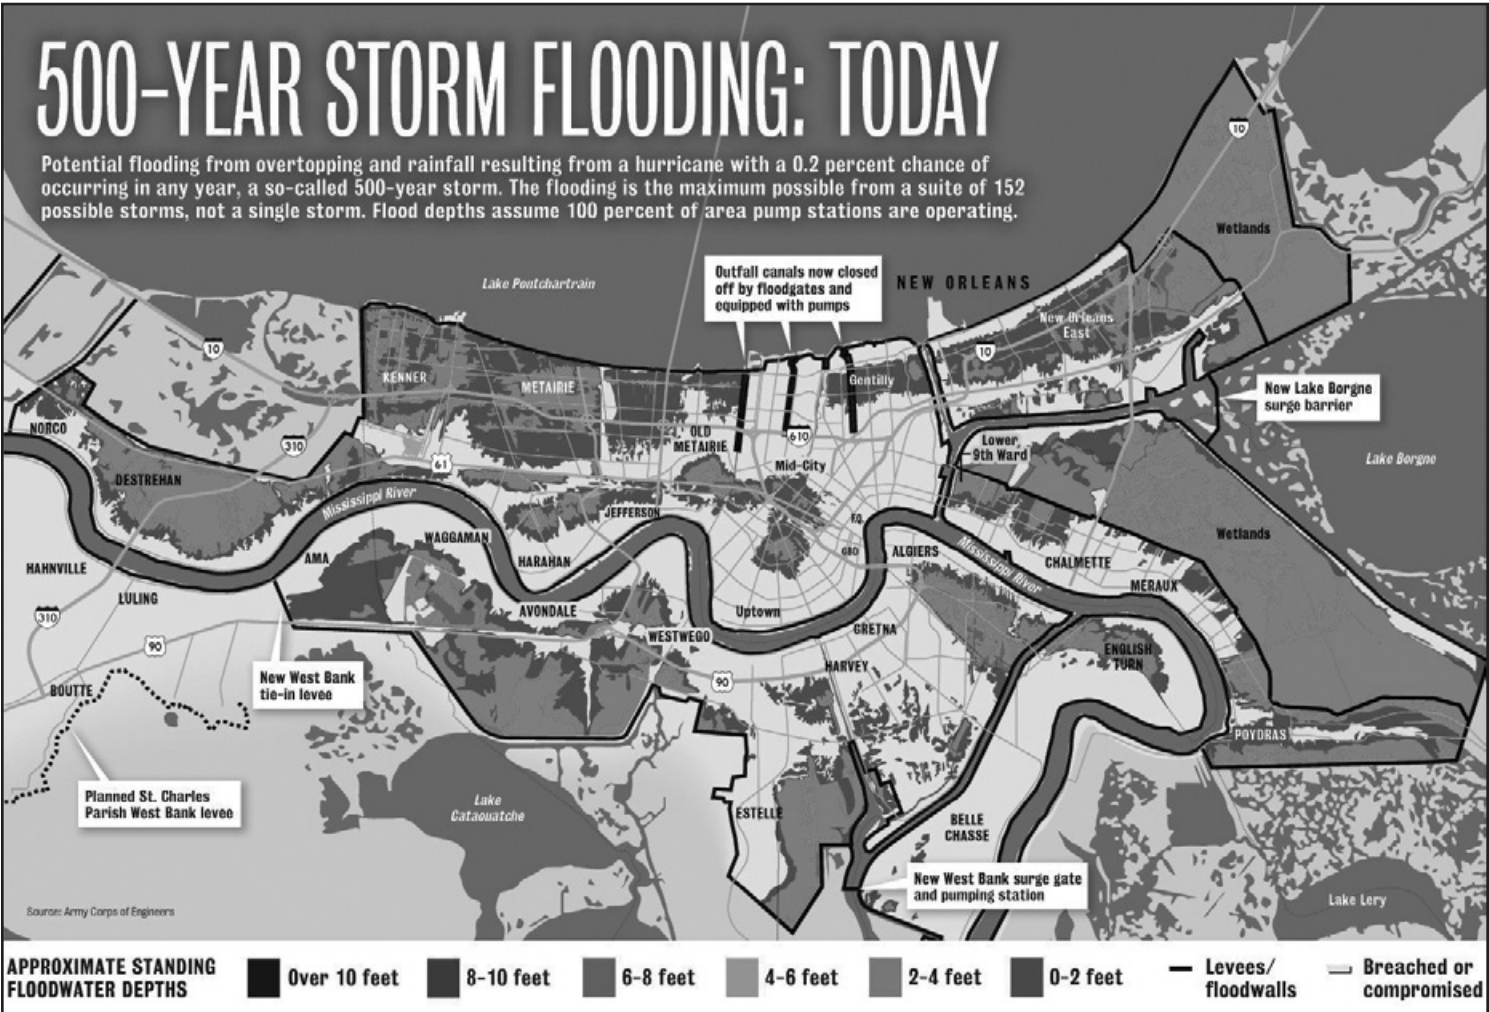 500-YEAR STORM FLOODING: TODAY
Potential flooding from overtopping and rainfall resulting from a hurricane with a 0.2 percent chance of
occurring in any year, a so-called 500-year storm. The flooding is the maximum possible from a suite of 152
possible storms, not a single storm. Flood depths assume 100 percent of area pump stations are operating.
10
Wetlands
Lake Pontchartrain
Outfall canals now closed
off by floodgates and
equipped with pumps
NEW ORLEANS
New Orleans
East
10
10
KENNER
METAIRIE
Gentilly
New Lake Borgne
surge barrier
NORCO
310
OLD
METAIRIE
610
Lower
9th Ward
61
Mid-City
Lake Borgne
DESTREHAN
Mississippi River
JEFFERSON
F.Q.
Wetlands
WAGGAMAN
CBD
ALGIERS
AMA
HARAHAN
Mississippi River
CHALMETTE
HAHNVILLE
MERAUX
LULING
310
AVONDALE
Uptown
WESTWEGO
GRETNA
90
ENGLISH
TURN
HARVEY
New West Bank
tie-in levee
90
BOUTTE
POYDRAS
Planned St. Charles
Parish West Bank levee
Lake
Cataouatche
ESTELLE
BELLE
CHASSE
New West Bank surge gate
and pumping station
Lake Lery
Source: Army Corps of Engineers
APPROXIMATE STANDING
FLOODWATER DEPTHS
Over 10 feet
8-10 feet
6-8 feet
4-6 feet
2-4 feet
0-2 feet
Levees/
floodwalls
Breached or
compromised